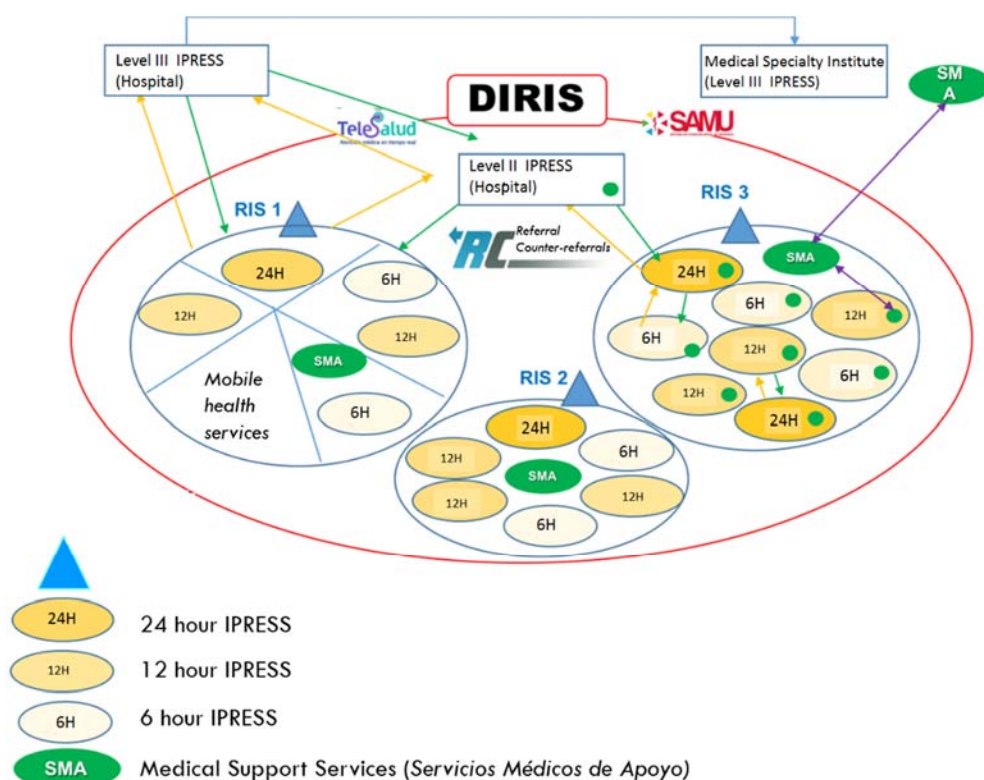 Level III IPRESS
(Hospital)
Medical Specialty Institute
(Level III IPRESS)
SM
A
DIRIS
TeleSalud
SAMU
Level II IPRESS
(Hospital)
RIS 1
RIS 3
RC Referral
Counter-referrals
24H
6H
12H
12H
SMA
6H
Mobile
health
services
24H
SMA
6H
12H
6H
12H
6H
12H
24H
RIS 2
24H
12H
6H
SMA
12H
12H
6H
24H
24 hour IPRESS
12H
12 hour IPRESS
6H
6 hour IPRESS
SMA
Medical Support Services (Servicios Médicos de Apoyo)